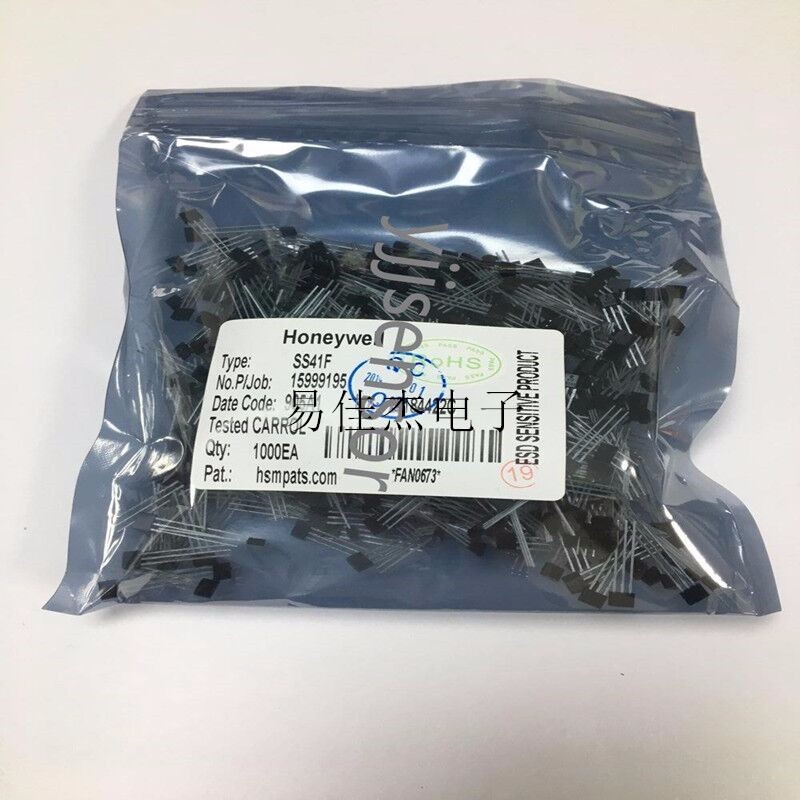 Honeywell
Type: SS41F
RoHS
No.P/Job: 15999195
QC
Date Code:
易佳杰电子
Tested
Qty: 1000EA
Pat.: hsmpats.com
*FAN0673*
ESD SENSITIVE PRODUCT
19
yjjsensor